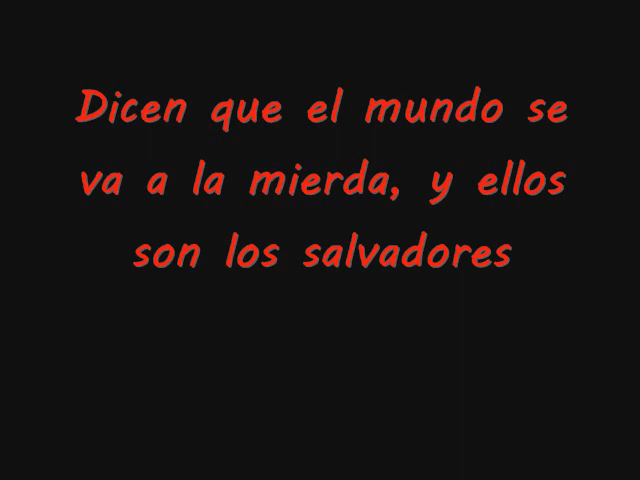 Dicen que el mundo se
va a la mierda, y ellos
son los salvadores